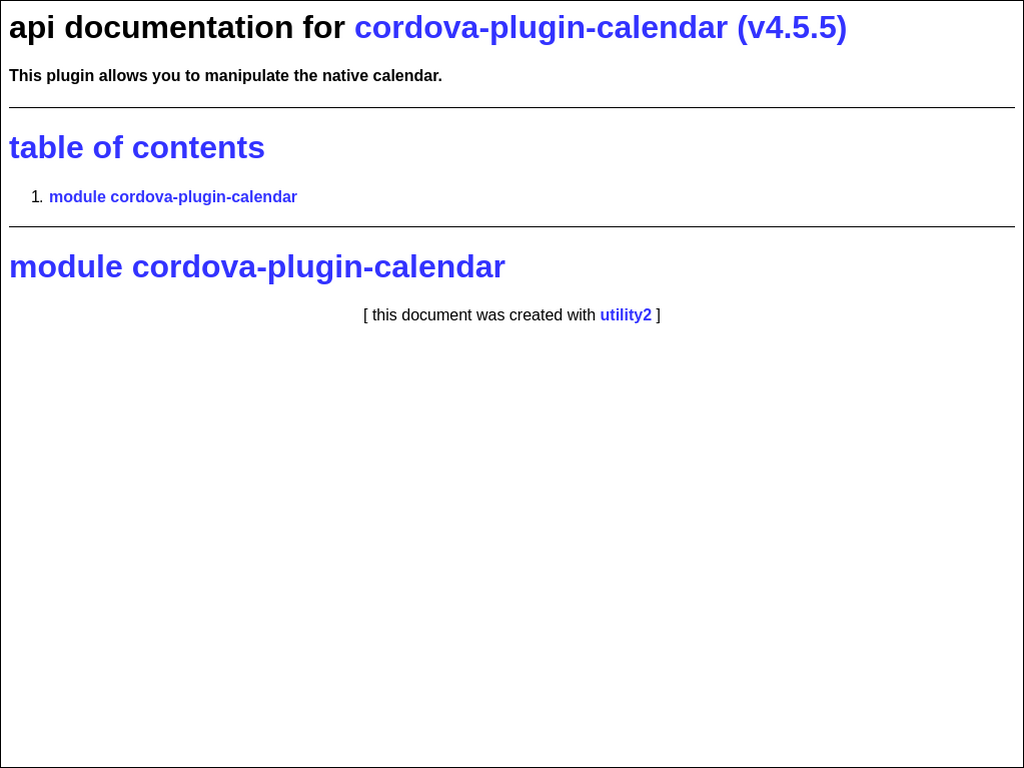 api documentation for cordova-plugin-calendar (v4.5.5)
This plugin allows you to manipulate the native calendar.
table of contents
1. module cordova-plugin-calendar
module cordova-plugin-calendar
[ this document was created with utility2 ]